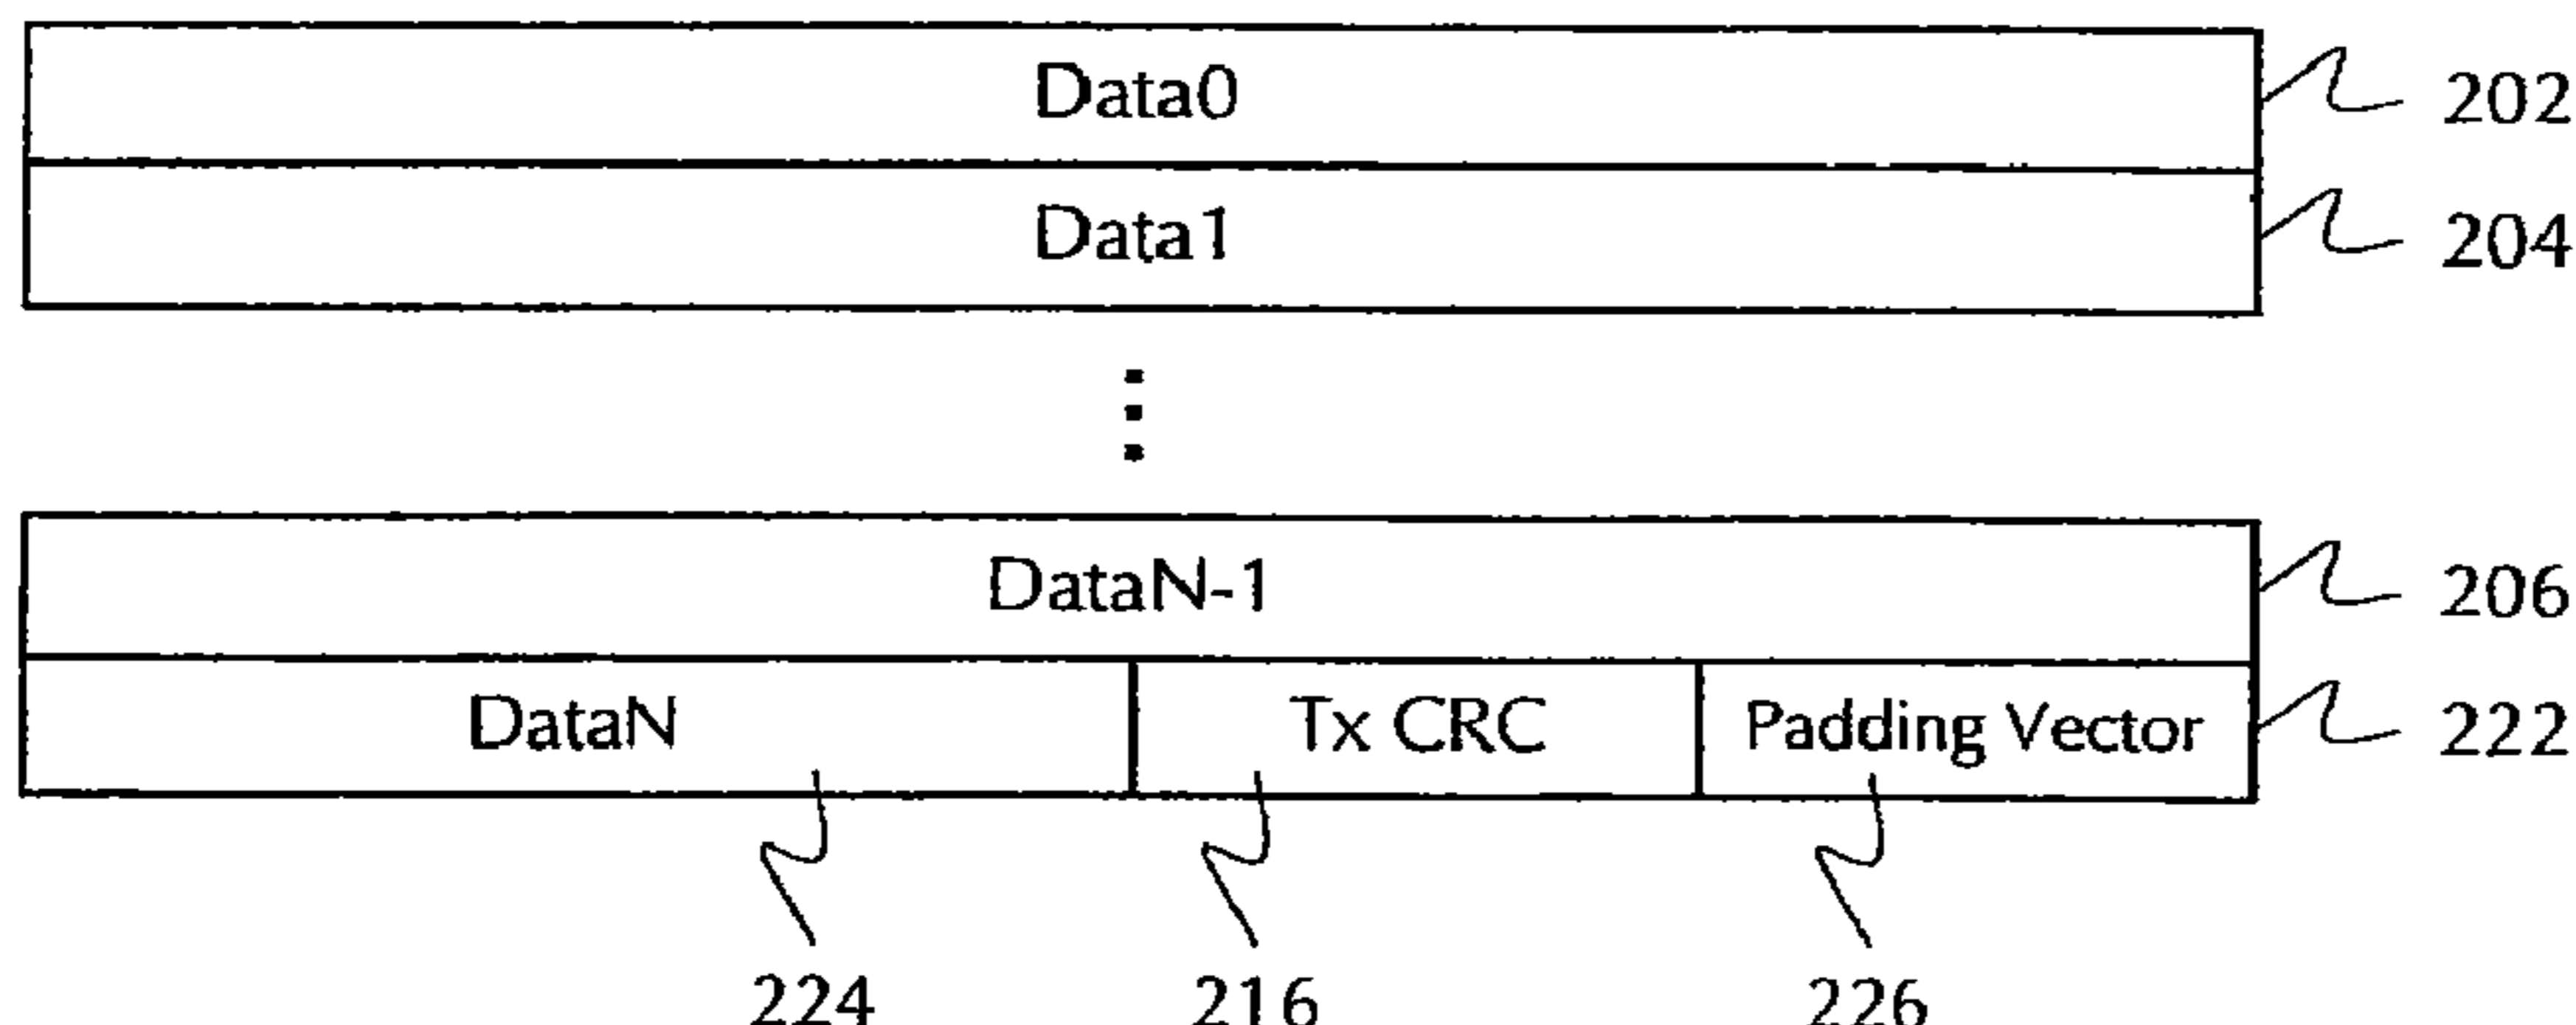 Data0 202
Data1 204
DataN-1 206
DataN Tx CRC Padding Vector 222
224 216 226